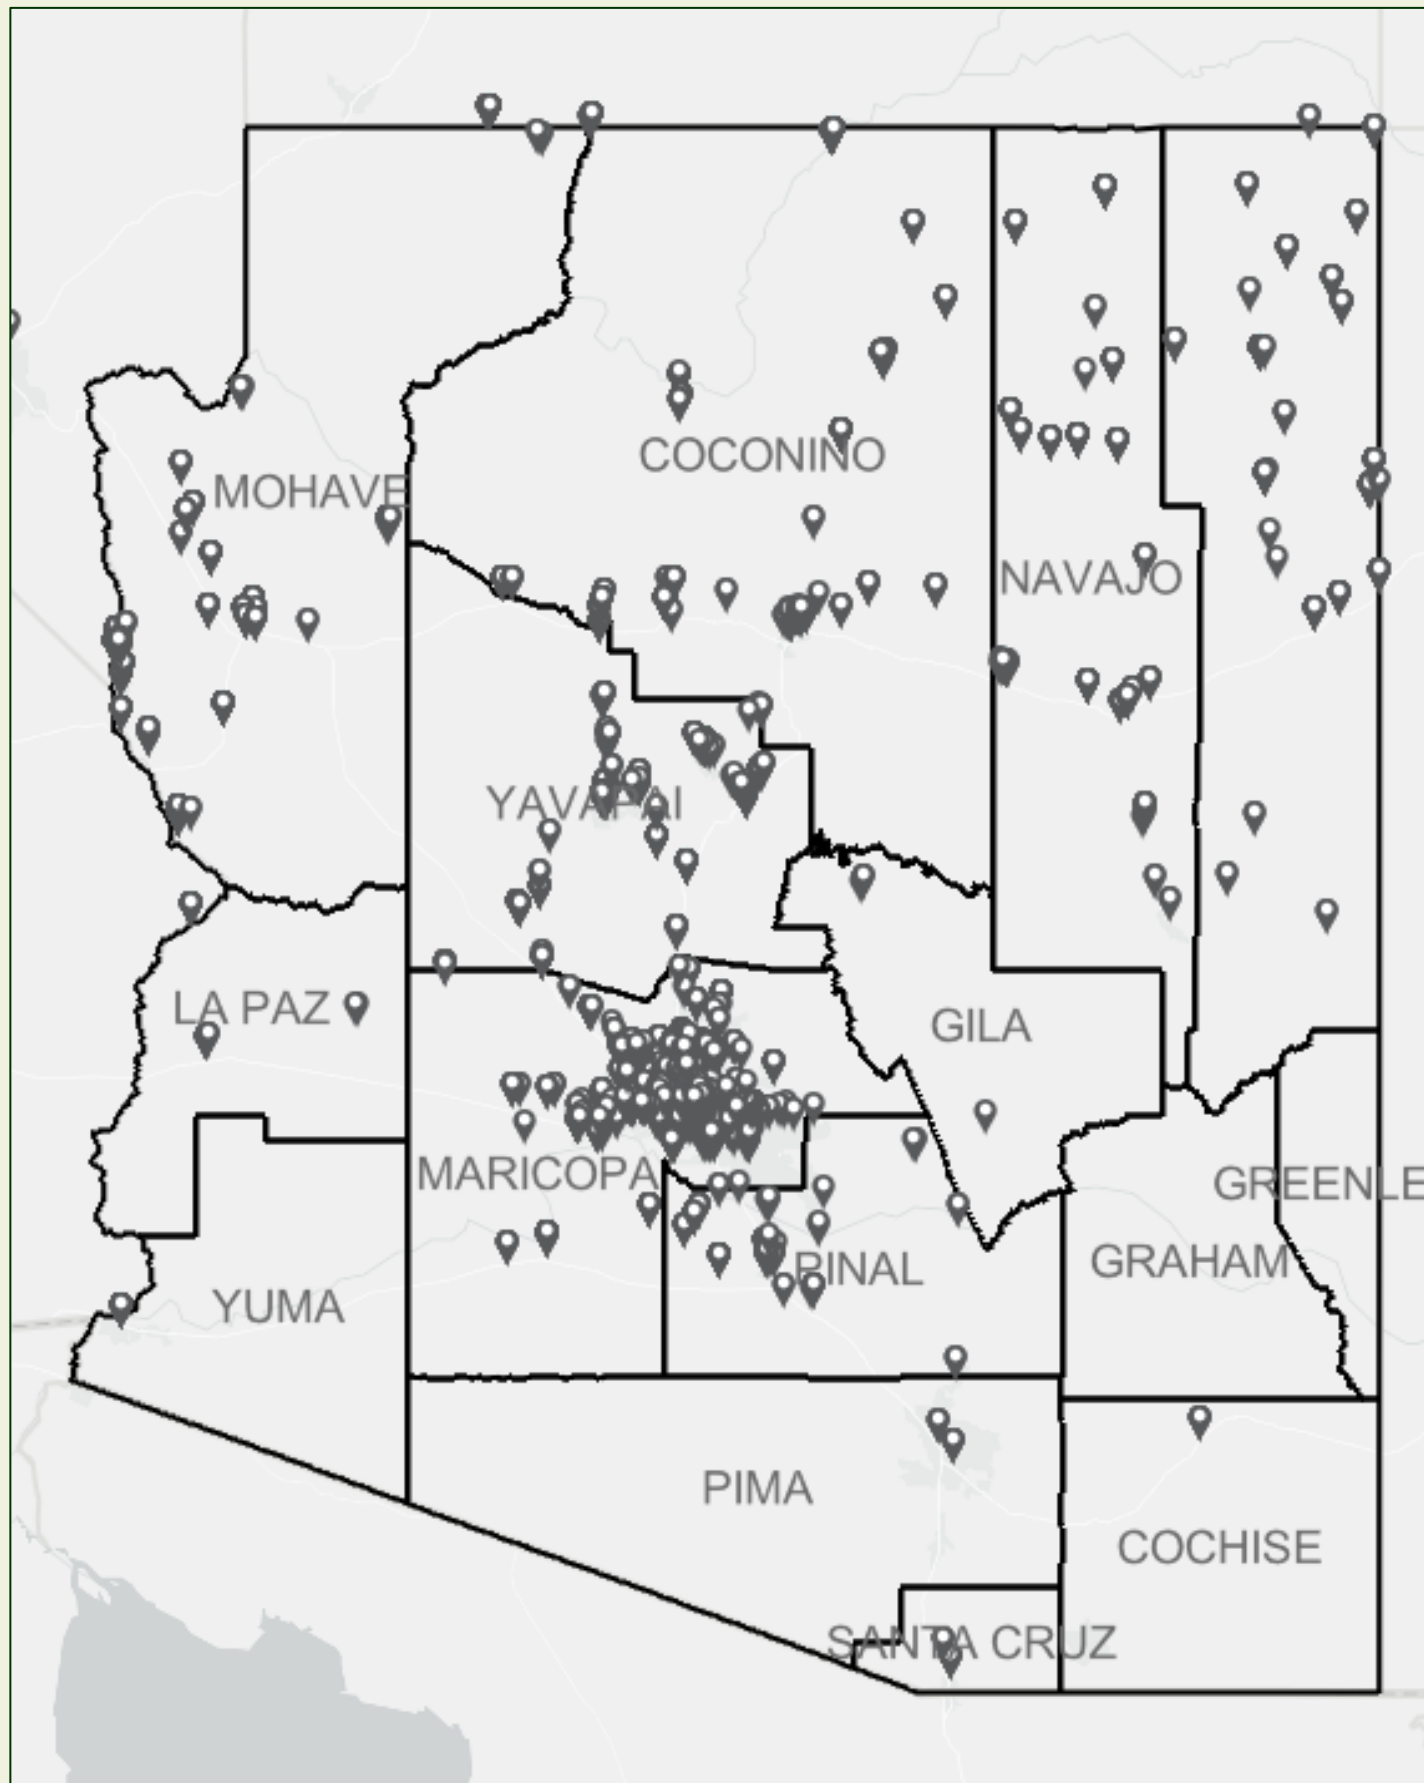 COCONINO
MOHAVE
NAVAJO
YAVAPAI
LA PAZ
GILA
MARICOPA
GREENLE
GRAHAM
PINAL
YUMA
PIMA
COCHISE
SANTA CRUZ